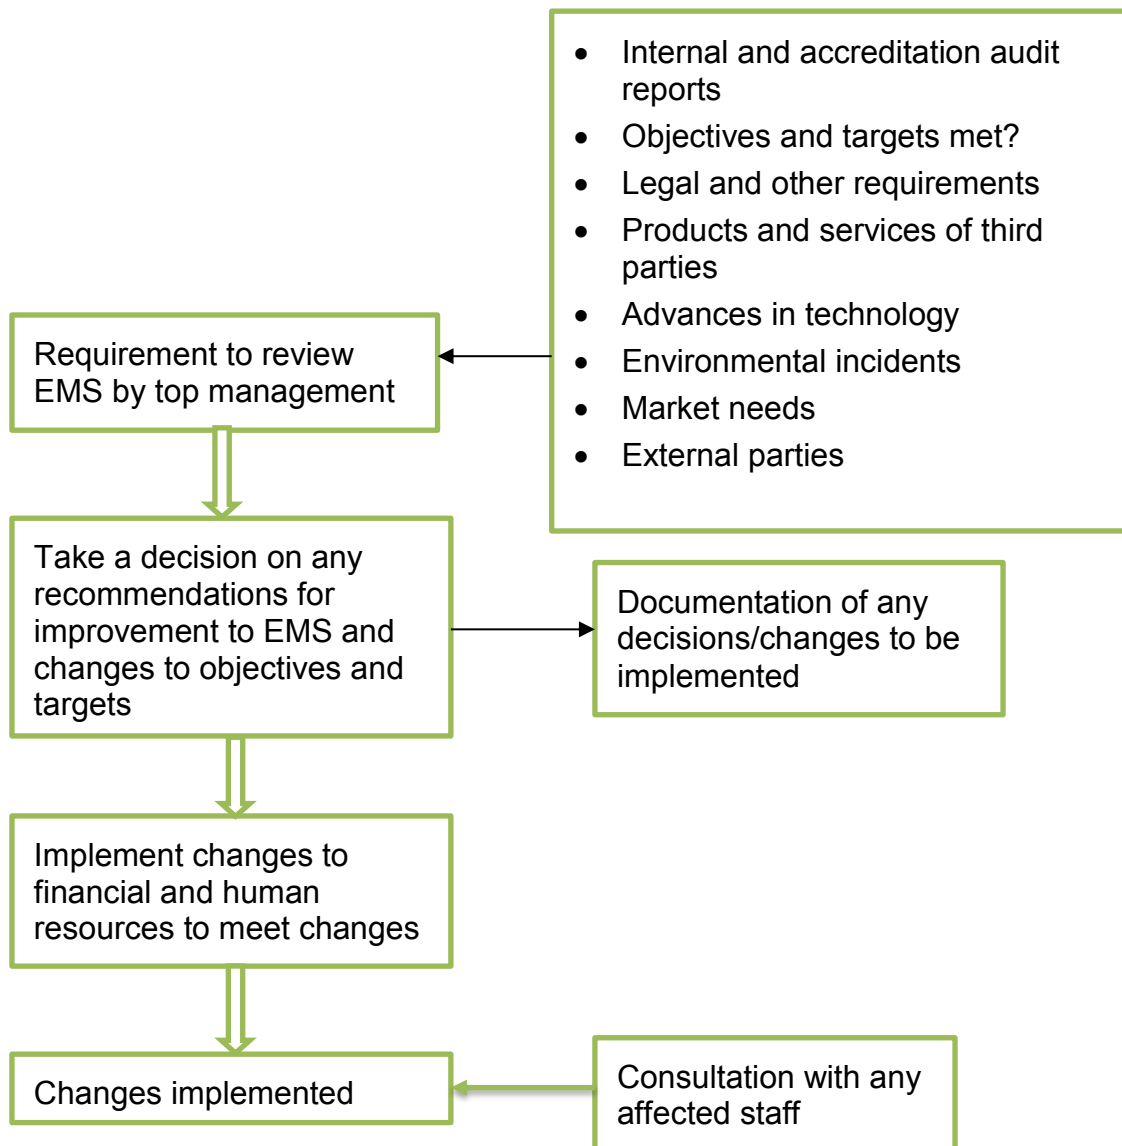 • Internal and accreditation audit
reports
• Objectives and targets met?
• Legal and other requirements
• Products and services of third
parties
• Advances in technology
• Environmental incidents
• Market needs
• External parties
Requirement to review
EMS by top management
Take a decision on any
recommendations for
improvement to EMS and
changes to objectives and
targets
Documentation of any
decisions/changes to be
implemented
Implement changes to
financial and human
resources to meet changes
Changes implemented
Consultation with any
affected staff